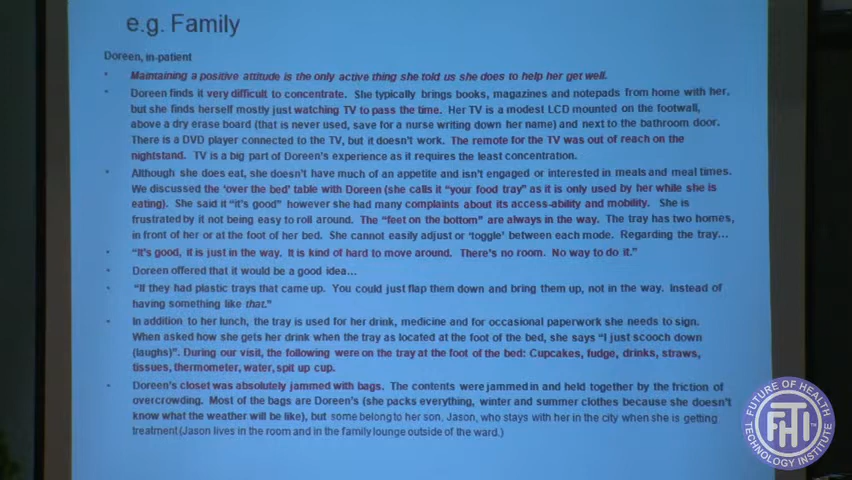 e.g. Family
Doreen, in-patient
• Maintaining a positive attitude is the only active thing she told us she does to help her get well.
• Doreen finds it very difficult to concentrate. She typically brings books, magazines and notepads from home with her,
but she finds herself mostly just watching TV to pass the time. Her TV is a modest LCD mounted on the footwall,
above a dry erase board (that is never used, save for a nurse writing down her name) and next to the bathroom door.
There is a DVD player connected to the TV, but it doesn't work. The remote for the TV was out of reach on the
nightstand. TV is a big part of Doreen's experience as it requires the least concentration.
• Although she does eat, she doesn't have much of an appetite and isn't engaged or interested in meals and meal times.
We discussed the 'over the bed' table with Doreen (she calls it "your food tray" as it is only used by her while she is
eating). She said it "it's good" however she had many complaints about its access-ability and mobility. She is
frustrated by it not being easy to roll around. The "feet on the bottom" are always in the way. The tray has two homes,
in front of her or at the foot of her bed. She cannot easily adjust or 'toggle' between each mode. Regarding the tray…
• "It's good, it is just in the way. It is kind of hard to move around. There's no room. No way to do it."
• Doreen offered that it would be a good idea…
• "If they had plastic trays that came up. You could just flap them down and bring them up, not in the way. Instead of
having something like that."
• In addition to her lunch, the tray is used for her drink, medicine and for occasional paperwork she needs to sign.
When asked how she gets her drink when the tray as located at the foot of the bed, she says "I just scooch down
(laughs)". During our visit, the following were on the tray at the foot of the bed: Cupcakes, fudge, drinks, straws,
tissues, thermometer, water, spit up cup.
• Doreen's closet was absolutely jammed with bags. The contents were jammed in and held together by the friction of
overcrowding. Most of the bags are Doreen's (she packs everything, winter and summer clothes because she doesn't
know what the weather will be like), but some belong to her son, Jason, who stays with her in the city when she is getting
treatment (Jason lives in the room and in the family lounge outside of the ward.)
FUTURE OF HEALTH
FHTI
TECHNOLOGY INSTITUTE